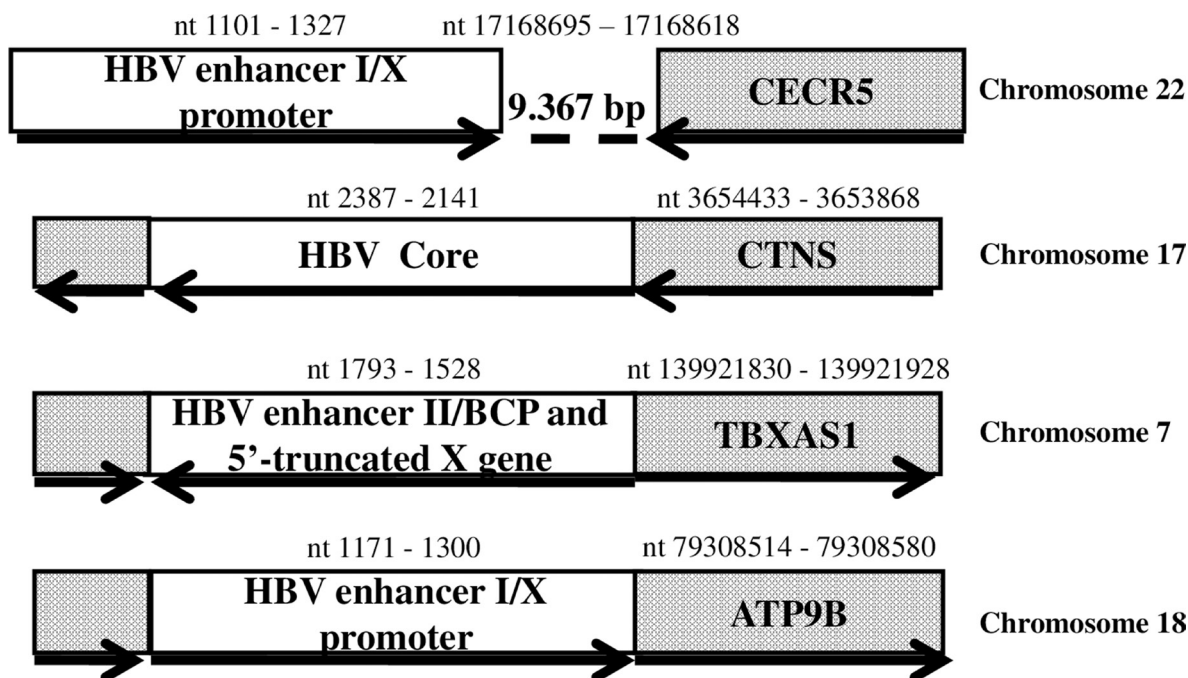 nt 1101 - 1327 nt 17168695 – 17168618
HBV enhancer I/X
promoter
9.367 bp
CECR5
Chromosome 22
nt 2387 - 2141 nt 3654433 - 3653868
HBV Core CTNS Chromosome 17
nt 1793 - 1528 nt 139921830 - 139921928
HBV enhancer II/BCP and
5’-truncated X gene
TBXAS1
Chromosome 7
nt 1171 - 1300 nt 79308514 - 79308580
HBV enhancer I/X
promoter
ATP9B
Chromosome 18